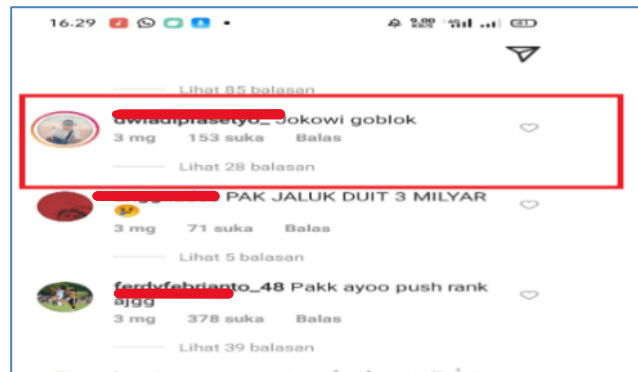 16.29
Lihat 85 balasan
Jokowi goblok
3 mg 153 suka Balas
Lihat 28 balasan
PAK JALUK DUIT 3 MILYAR
3 mg 71 suka Balas
Lihat 5 balasan
_48 Pakk ayoo push rank
ajgg
3 mg 378 suka Balas
Lihat 39 balasan